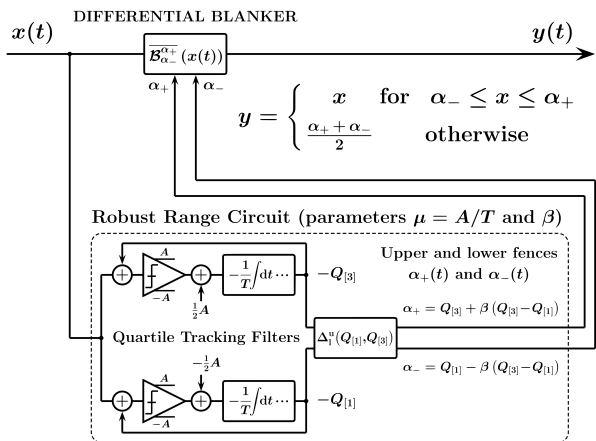 DIFFERENTIAL BLANKER
x(t)
y(t)
ℬ^{α₊}_{α₋}(x(t))
α₊ α₋
y = { x for α₋ ≤ x ≤ α₊
(α₊ + α₋)/2 otherwise
Robust Range Circuit (parameters μ = A/T and β)
A
-A
+
+
½A
-1/T ∫dt ···
-Q[3]
Upper and lower fences
α₊(t) and α₋(t)
α₊ = Q[3] + β (Q[3]−Q[1])
Quartile Tracking Filters
Δᵘₗ(Q[1],Q[3])
α₋ = Q[1] − β (Q[3]−Q[1])
-½A
A
-A
+
+
-1/T ∫dt ···
-Q[1]